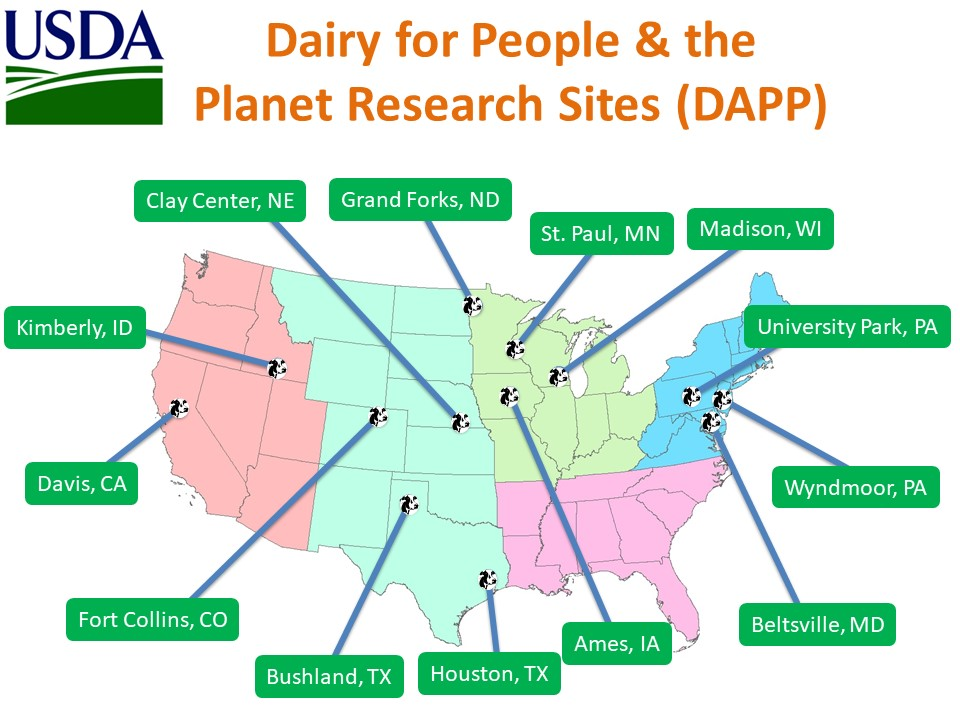 USDA
Dairy for People & the
Planet Research Sites (DAPP)
Clay Center, NE
Grand Forks, ND
St. Paul, MN
Madison, WI
Kimberly, ID
University Park, PA
Davis, CA
Wyndmoor, PA
Fort Collins, CO
Beltsville, MD
Ames, IA
Bushland, TX
Houston, TX